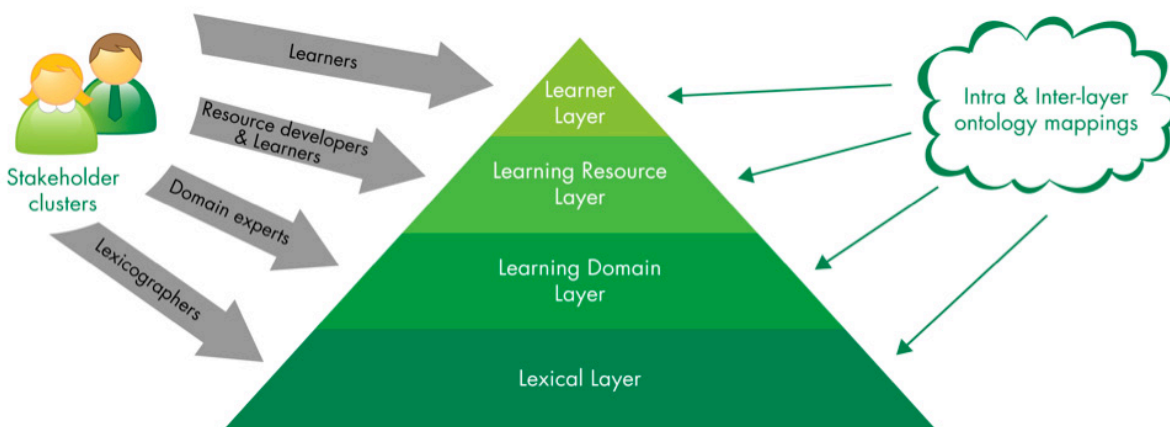 Learners
Resource developers
& Learners
Domain experts
Lexicographers
Stakeholder
clusters
Learner
Layer
Learning Resource
Layer
Learning Domain
Layer
Lexical Layer
Intra & Inter-layer
ontology mappings